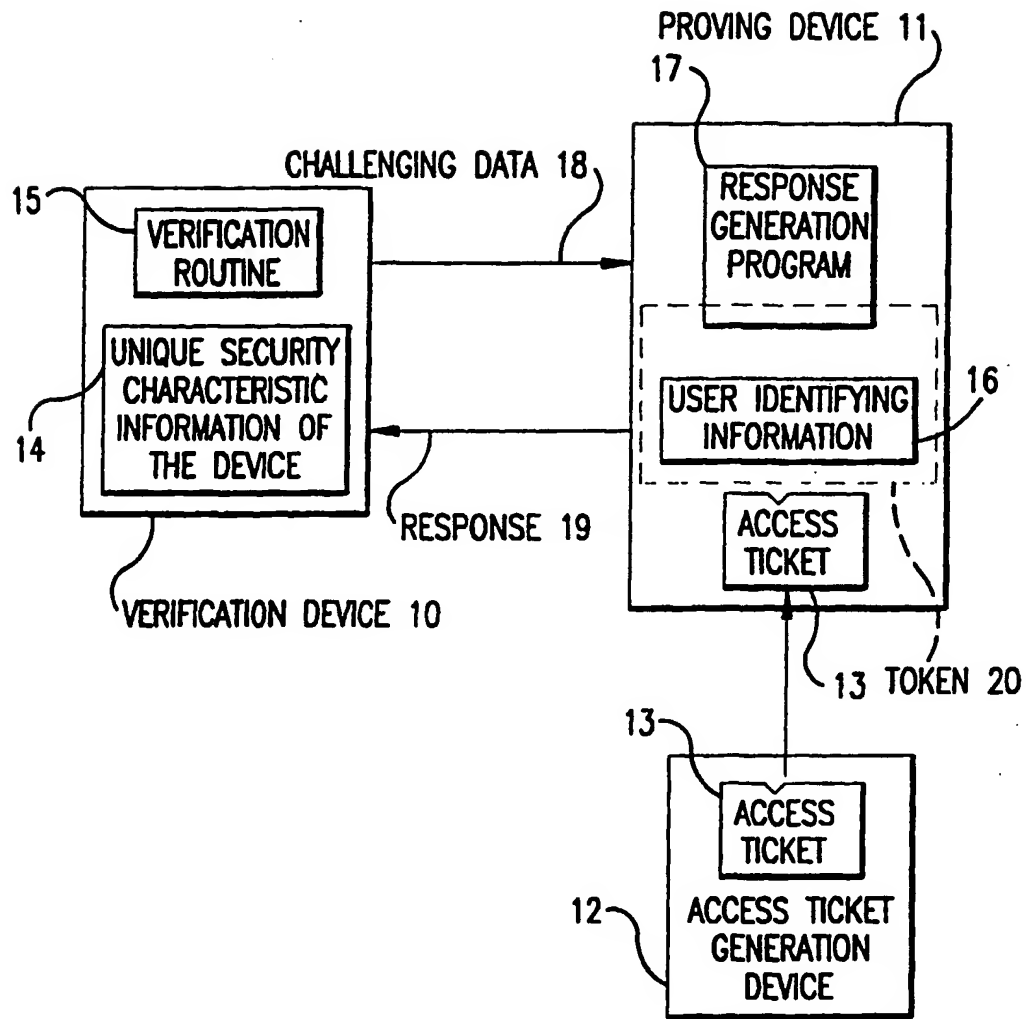 PROVING DEVICE 11
17
CHALLENGING DATA 18
15
VERIFICATION
ROUTINE
RESPONSE
GENERATION
PROGRAM
UNIQUE SECURITY
CHARACTERISTIC
INFORMATION OF
THE DEVICE
14
USER IDENTIFYING
INFORMATION
16
RESPONSE 19
ACCESS
TICKET
VERIFICATION DEVICE 10
13
TOKEN 20
13
ACCESS
TICKET
12
ACCESS TICKET
GENERATION
DEVICE